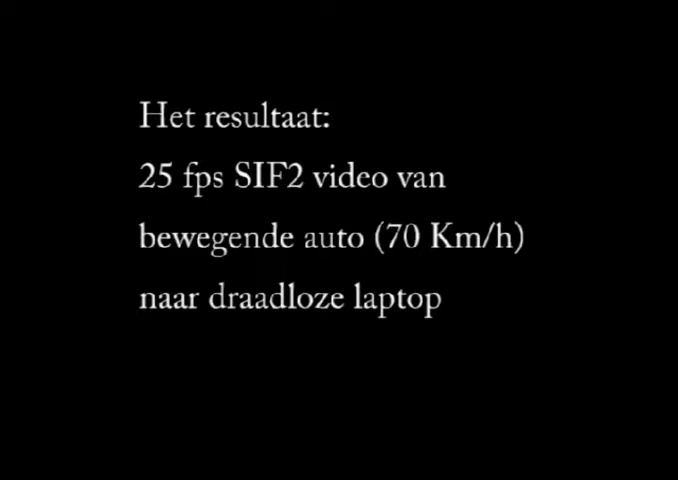 Het resultaat:
25 fps SIF2 video van
bewegende auto (70 Km/h)
naar draadloze laptop